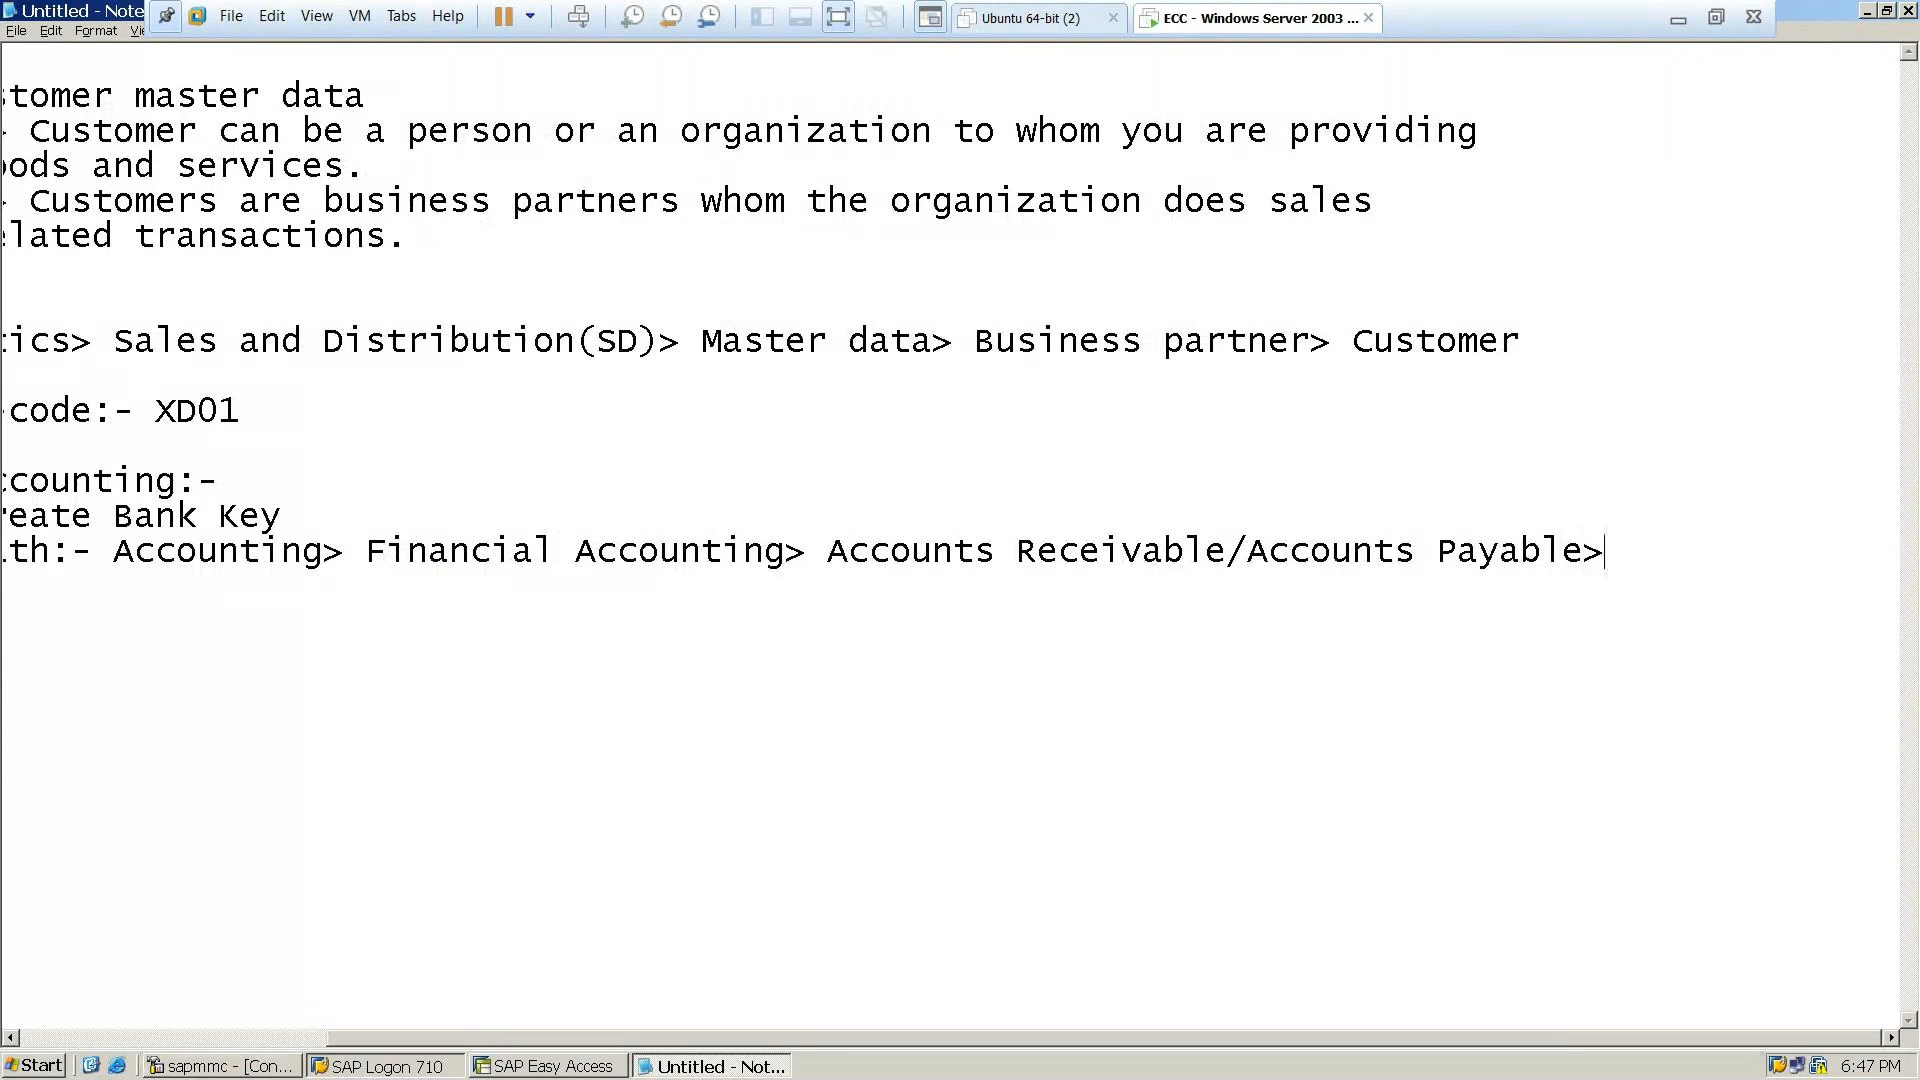 Untitled - Note
File Edit View VM Tabs Help
Ubuntu 64-bit (2)
ECC - Windows Server 2003 ...
File Edit Format Vi
stomer master data
> Customer can be a person or an organization to whom you are providing
oods and services.
> Customers are business partners whom the organization does sales
elated transactions.
tics> Sales and Distribution(SD)> Master data> Business partner> Customer
-code:- XD01
ccounting:-
reate Bank Key
ath:- Accounting> Financial Accounting> Accounts Receivable/Accounts Payable>
Start
sapmmc - [Con...
SAP Logon 710
SAP Easy Access
Untitled - Not...
6:47 PM